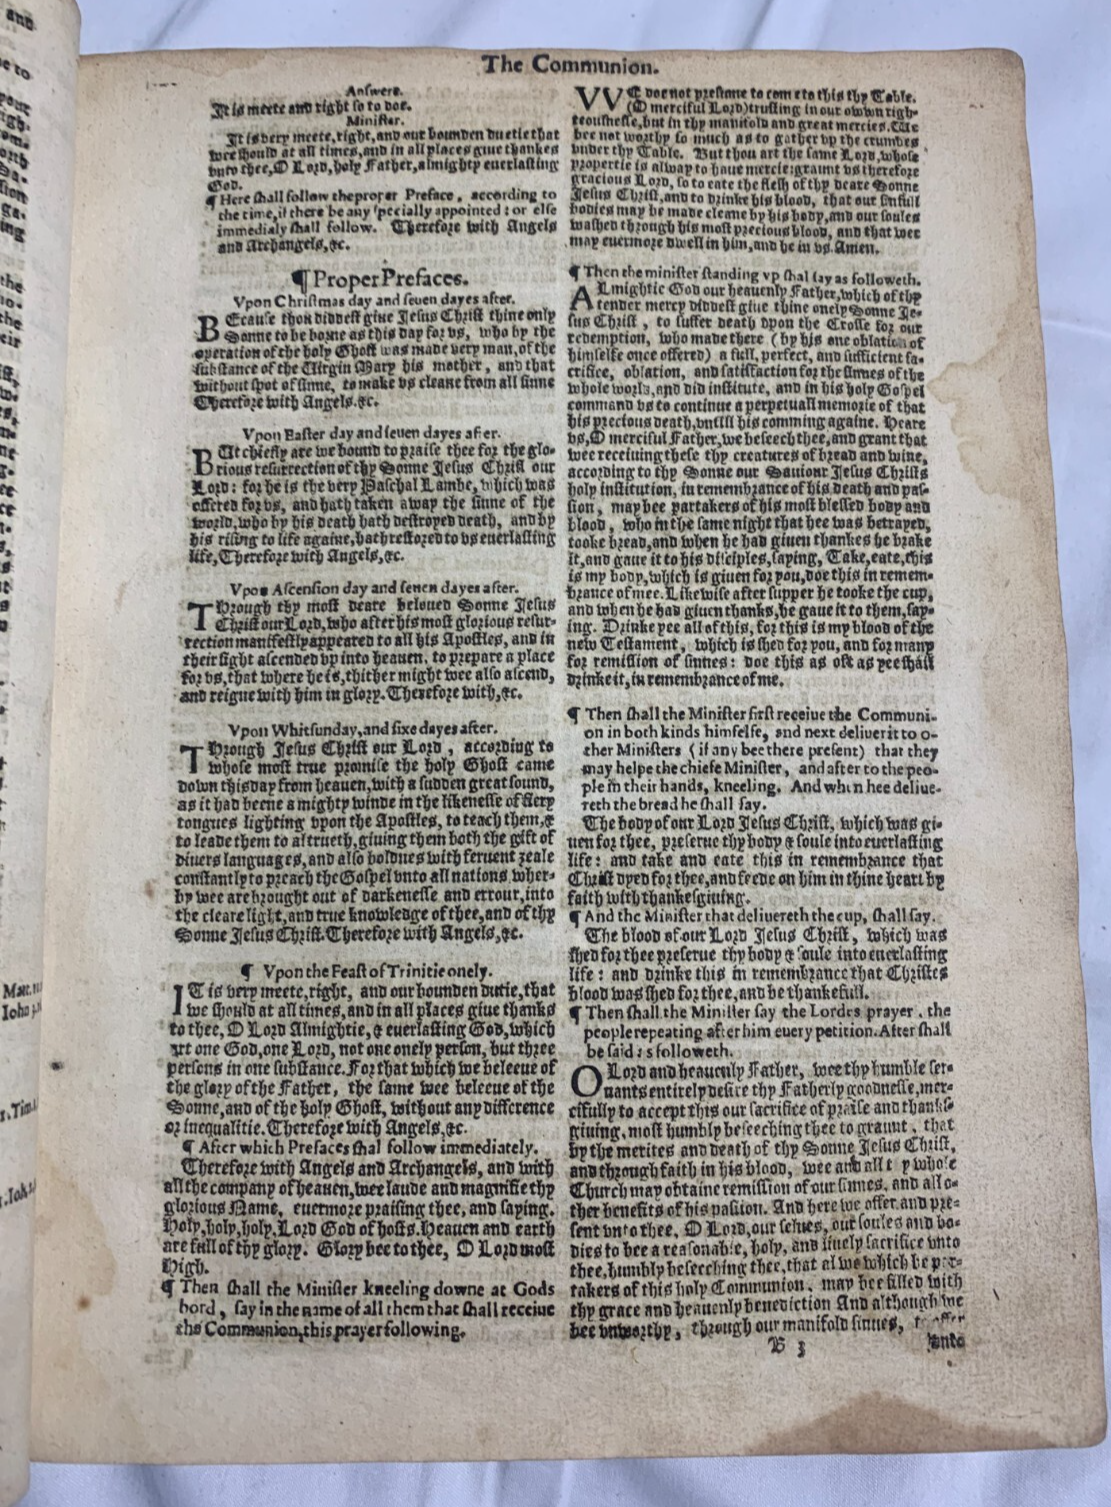 The Communion.
Answere.
It is meete and right so to doe.
Minister.
It is very meete, right, and our bounden duetie that
wee should at all times, and in all places giue thankes
vnto thee, O Lord, holy Father, almighty euerlasting
God.
¶ Here shall follow the proper Preface, according to
the time, if there be any specially appointed: or else
immedialy shall follow. Therefore with Angels
and Archangels, &c.
¶ Proper Prefaces.
Vpon Christmas day and seuen dayes after.
BEcause thou diddest giue Jesus Christ thine only
Sonne to be borne as this day for vs, who by the
operation of the holy Ghost was made very man, of the
substance of the Uirgin Mary his mother, and that
without spot of sinne, to make vs cleane from all sinne
Therefore with Angels. &c.
Vpon Easter day and seuen dayes after.
BUt chiefly are we bound to praise thee for the glo-
rious resurrection of thy Sonne Jesus Christ our
Lord: for he is the very Paschal Lambe, which was
offered for vs, and hath taken away the sinne of the
world, who by his death hath destroyed death, and by
his rising to life againe, hath restored to vs euerlasting
life, Therefore with Angels, &c.
Vpon Ascension day and seuen dayes after.
THrough thy most deare beloued Sonne Jesus
Christ our Lord, who after his most glorious resur-
rection manifestly appeared to all his Apostles, and in
their sight ascended vp into heauen, to prepare a place
for vs, that where he is, thither might wee also ascend,
and reigne with him in glory. Therefore with, &c.
Vpon Whitsunday, and sixe dayes after.
THrough Jesus Christ our Lord, according to
whose most true promise the holy Ghost came
down this day from heauen, with a sudden great sound,
as it had beene a mighty winde in the likenesse of fiery
tongues lighting vpon the Apostles, to teach them, &
to leade them to al trueth, giuing them both the gift of
diuers languages, and also boldnes with feruent zeale
constantly to preach the Gospel vnto all nations, wher-
by wee are brought out of darkenesse and errour, into
the cleare light, and true knowledge of thee, and of thy
Sonne Jesus Christ. Therefore with Angels, &c.
¶ Vpon the Feast of Trinitie onely.
IT is very meete, right, and our bounden dutie, that
we should at all times, and in all places giue thanks
to thee, O Lord Almightie, & euerlasting God, which
art one God, one Lord, not one onely person, but three
persons in one substance. For that which we beleeue of
the glory of the Father, the same wee beleeue of the
Sonne, and of the holy Ghost, without any difference
or inequalitie. Therefore with Angels, &c.
¶ After which Prefaces shal follow immediately.
Therefore with Angels and Archangels, and with
all the company of heauen, wee laude and magnifie thy
glorious Name, euermore praising thee, and saying.
Holy, holy, holy, Lord God of hosts. Heauen and earth
are full of thy glory. Glory bee to thee, O Lord most
High.
¶ Then shall the Minister kneeling downe at Gods
bord, say in the name of all them that shall receiue
the Communion, this prayer following.
VVE doe not presume to come to this thy Table.
(O merciful Lord) trusting in our owwn righ-
teousnesse, but in thy manifold and great mercies. We
bee not worthy so much as to gather vp the crumbes
vnder thy Table. But thou art the same Lord, whose
propertie is alway to haue mercie: graunt vs therefore
gracious Lord, so to eate the flesh of thy deare Sonne
Jesus Christ, and to drinke his blood, that our sinfull
bodies may be made cleane by his body, and our soules
washed through his most precious blood, and that wee
may euermore dwell in him, and he in vs. Amen.
¶ Then the minister standing vp shal say as followeth.
ALmightie God our heauenly Father, which of thy
tender mercy diddest giue thine onely Sonne Je-
sus Christ, to suffer death vpon the Crosse for our
redemption, who made there (by his one oblation of
himselfe once offered) a full, perfect, and sufficient sa-
crifice, oblation, and satisfaction for the sinnes of the
whole world, and did institute, and in his holy Gospel
command vs to continue a perpetuall memorie of that
his precious death, vntill his comming againe. Heare
vs, O merciful Father, we beseech thee, and grant that
wee receiuing these thy creatures of bread and wine,
according to thy Sonne our Sauiour Jesus Christs
holy institution, in remembrance of his death and pas-
sion, may bee partakers of his most blessed body and
blood, who in the same night that hee was betrayed,
tooke bread, and when he had giuen thankes he brake
it, and gaue it to his disciples, saying, Take, eate, this
is my body, which is giuen for you, doe this in remem-
brance of mee. Likewise after supper he tooke the cup,
and when he had giuen thanks, he gaue it to them, say-
ing. Drinke yee all of this, for this is my blood of the
new Testament, which is shed for you, and for many
for remission of sinnes: doe this as oft as yee shall
drinke it, in remembrance of me.
¶ Then shall the Minister first receiue the Communi-
on in both kinds himselfe, and next deliuer it to o-
ther Ministers (if any bee there present) that they
may helpe the chiefe Minister, and after to the peo-
ple in their hands, kneeling. And when hee deliue-
reth the bread he shall say.
The body of our Lord Jesus Christ, which was gi-
uen for thee, preserue thy body & soule into euerlasting
life: and take and eate this in remembrance that
Christ dyed for thee, and feede on him in thine heart by
faith with thankesgiuing.
¶ And the Minister that deliuereth the cup, shall say.
The blood of our Lord Jesus Christ, which was
shed for thee preserue thy body & soule into euerlasting
life: and drinke this in remembrance that Christes
blood was shed for thee, and be thankefull.
¶ Then shall the Minister say the Lordes prayer, the
people repeating after him euery petition. After shall
be said as followeth.
O Lord and heauenly Father, wee thy humble ser-
uants entirely desire thy Fatherly goodnesse, mer-
cifully to accept this our sacrifice of praise and thanks-
giuing, most humbly beseeching thee to graunt, that
by the merites and death of thy Sonne Jesus Christ,
and through faith in his blood, wee and all t y whole
Church may obtaine remission of our sinnes, and all o-
ther benefits of his passion. And here we offer and pre-
sent vnto thee, O Lord, our selues, our soules and bo-
dies to bee a reasonable, holy, and liuely sacrifice vnto
thee, humbly beseeching thee, that al we which be par-
takers of this holy Communion, may bee filled with
thy grace and heauenly benediction And although we
bee vnworthy, through our manifold sinnes, to offer
B 3
vnto